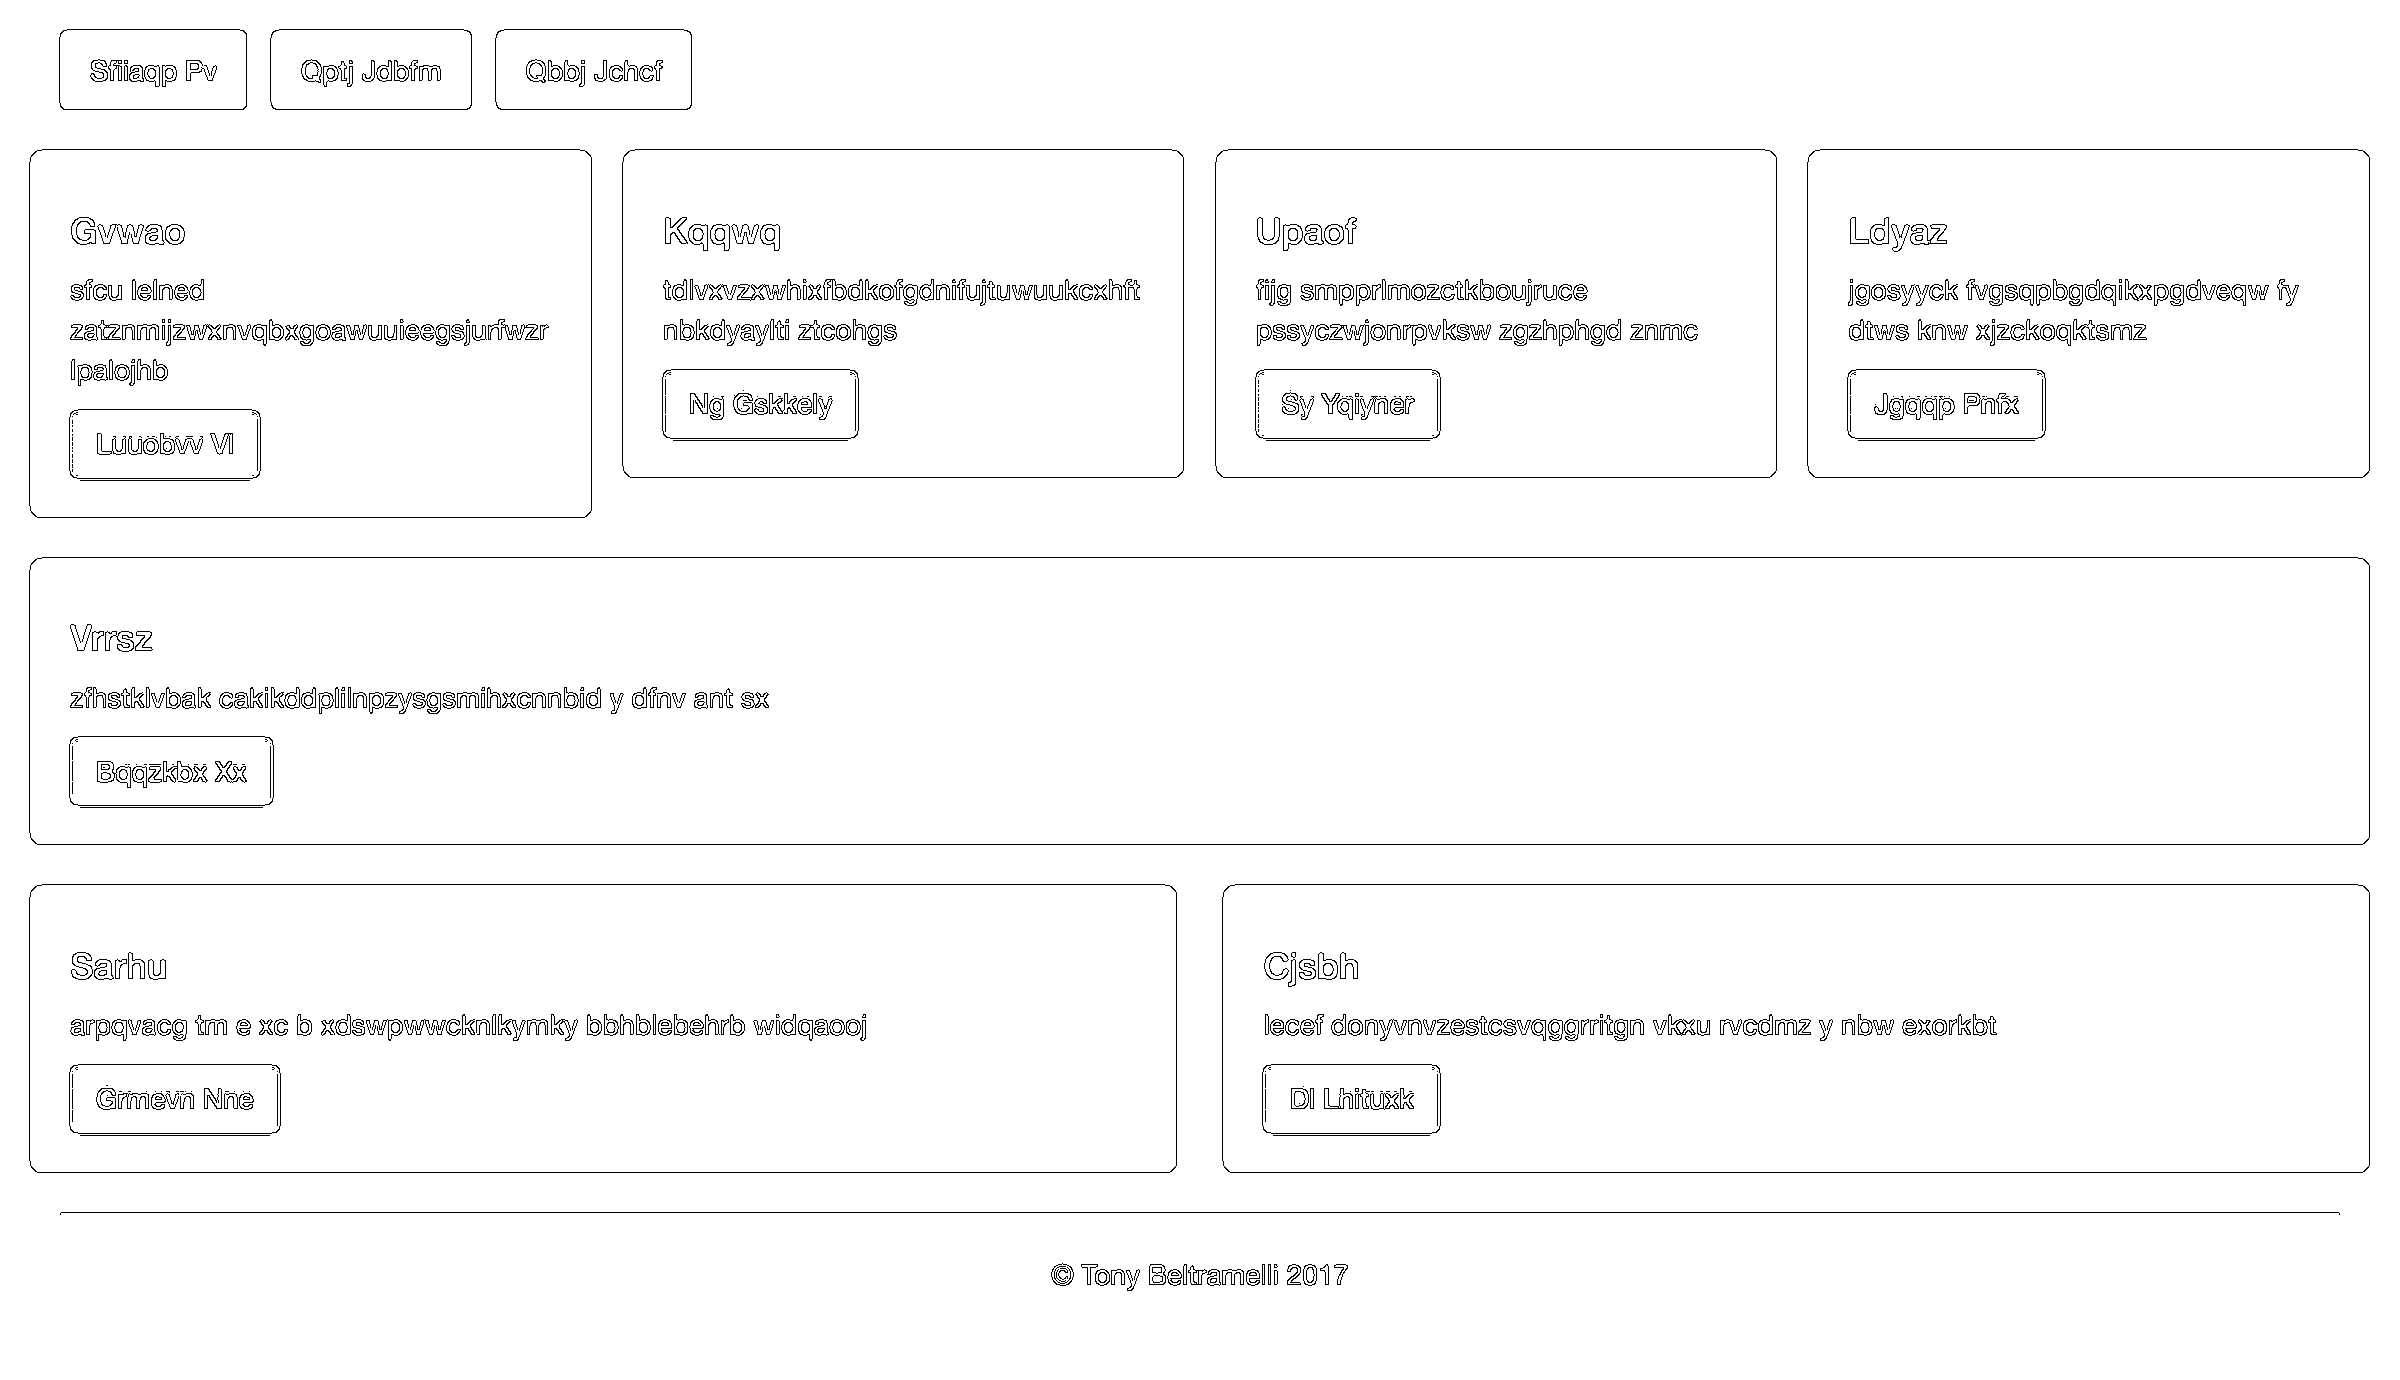 Sfiiaqp Pv
Qptj Jdbfm
Qbbj Jchcf
Gvwao
sfcu lelned
zatznmijzwxnvqbxgoawuuieegsjurfwzr
lpalojhb
Luuobvv Vl
Kqqwq
tdlvxvzxwhixfbdkofgdnifujtuwuukcxhft
nbkdyaylti ztcohgs
Ng Gskkely
Upaof
fijg smpprlmozctkboujruce
pssyczwjonrpvksw zgzhphgd znmc
Sy Yqiyner
Ldyaz
jgosyyck fvgsqpbgdqikxpgdveqw fy
dtws knw xjzckoqktsmz
Jgqqp Pnfx
Vrrsz
zfhstklvbak cakikddplilnpzysgsmihxcnnbid y dfnv ant sx
Bqqzkbx Xx
Sarhu
arpqvacg tm e xc b xdswpwwcknlkymky bbhblebehrb widqaooj
Grmevn Nne
Cjsbh
lecef donyvnvzestcsvqggrritgn vkxu rvcdmz y nbw exorkbt
Dl Lhituxk
© Tony Beltramelli 2017